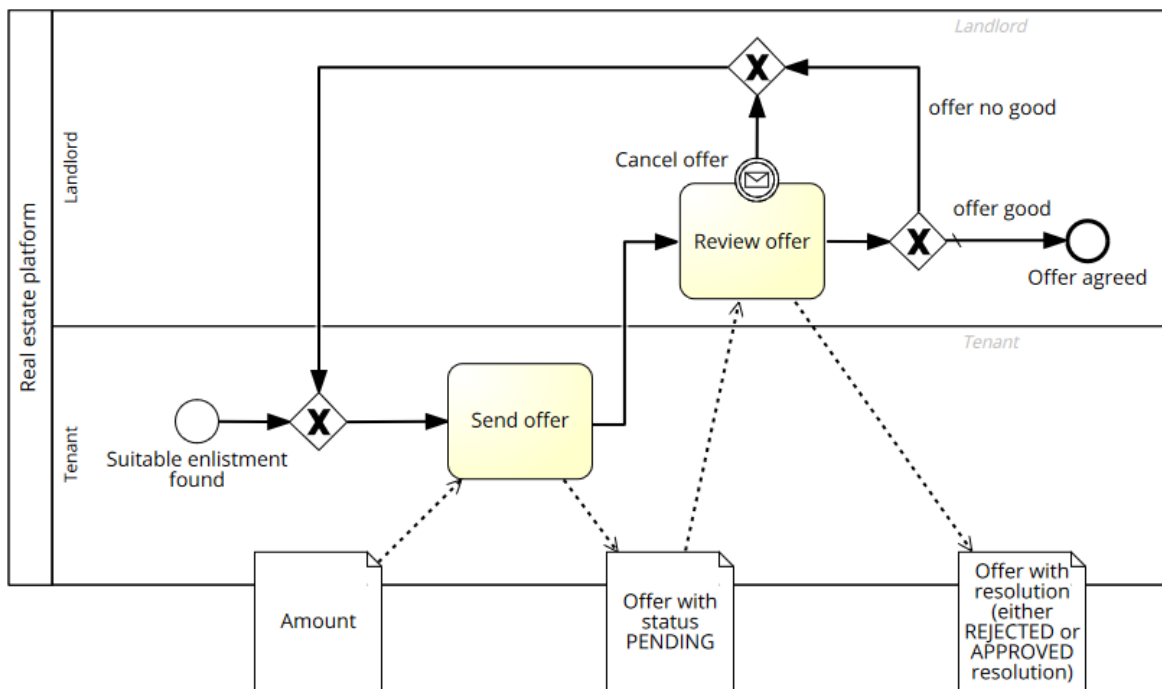 Landlord
Real estate platform
Landlord
offer no good
Cancel offer
offer good
Review offer
Offer agreed
Tenant
Tenant
Send offer
Suitable enlistment
found
Amount
Offer with
status
PENDING
Offer with
resolution
(either
REJECTED or
APPROVED
resolution)